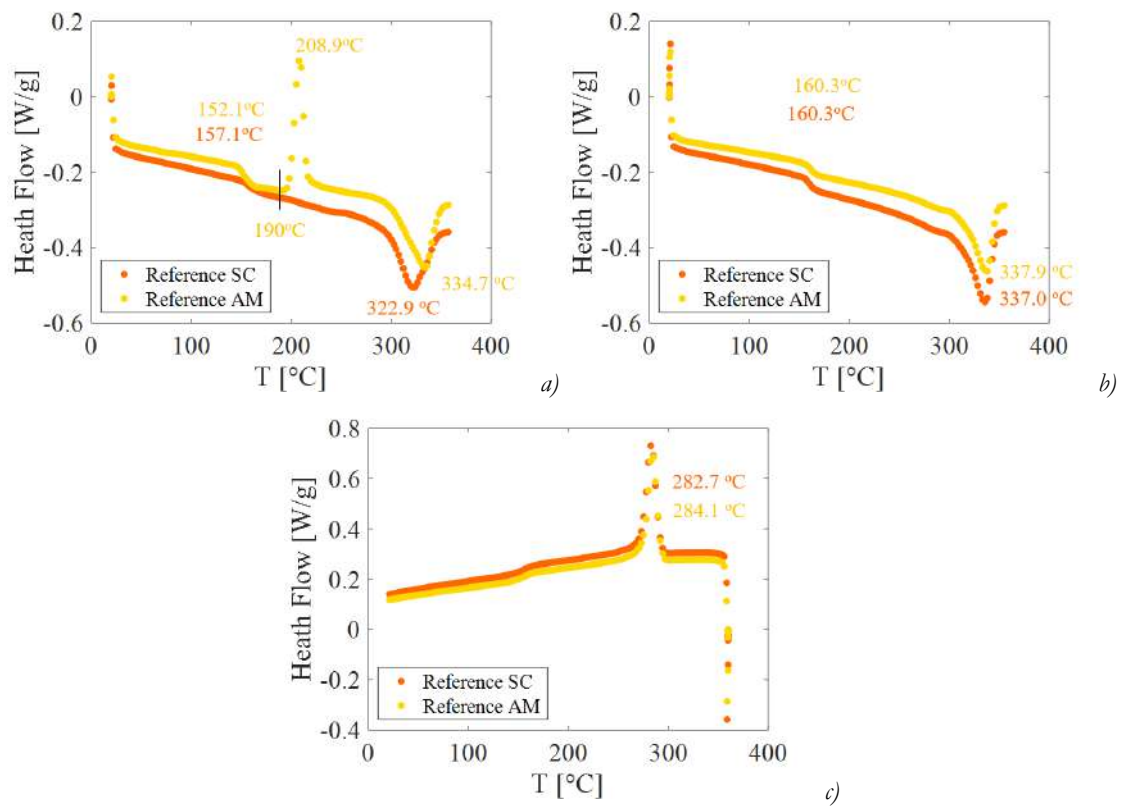 208.9°C
152.1°C
157.1°C
190°C
334.7 °C
322.9 °C
Reference SC
Reference AM
Heath Flow [W/g]
0.2
0
-0.2
-0.4
-0.6
0
100
200
300
400
T [°C]
a)
160.3°C
160.3°C
337.9 °C
337.0 °C
Reference SC
Reference AM
Heath Flow [W/g]
0.2
0
-0.2
-0.4
-0.6
0
100
200
300
400
T [°C]
b)
282.7 °C
284.1 °C
Reference SC
Reference AM
Heath Flow [W/g]
0.8
0.6
0.4
0.2
0
-0.2
-0.4
0
100
200
300
400
T [°C]
c)